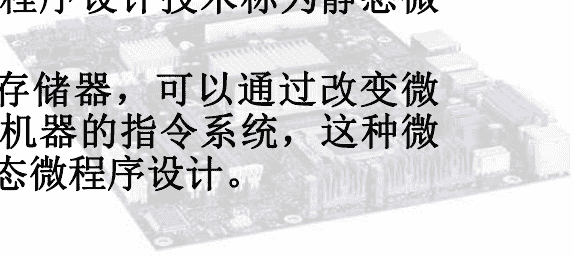 程序设计技术称为静态微
存储器，可以通过改变微
机器的指令系统，这种微
态微程序设计。